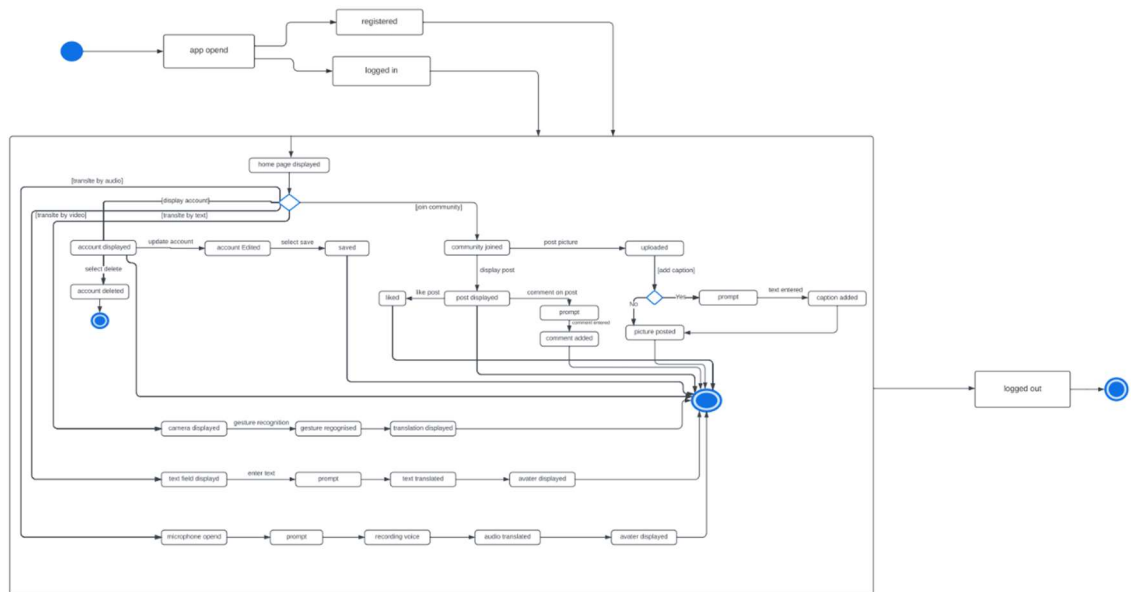 registered
app opend
logged in
home page displayed
[transite by audio]
[display account]
[join community]
[transite by video]
[transite by text]
account displayed
update account
account Edited
select save
saved
community joined
post picture
uploaded
select delete
display post
[add caption]
account deleted
liked
like post
post displayed
comment on post
No
Yes
prompt
text entered
caption added
prompt
comment entered
picture posted
comment added
logged out
camera displayed
gesture recognition
gesture regognised
translation displayed
text field displayd
enter text
prompt
text translated
avater displayed
microphone opend
prompt
recording voice
audio translated
avater displayed